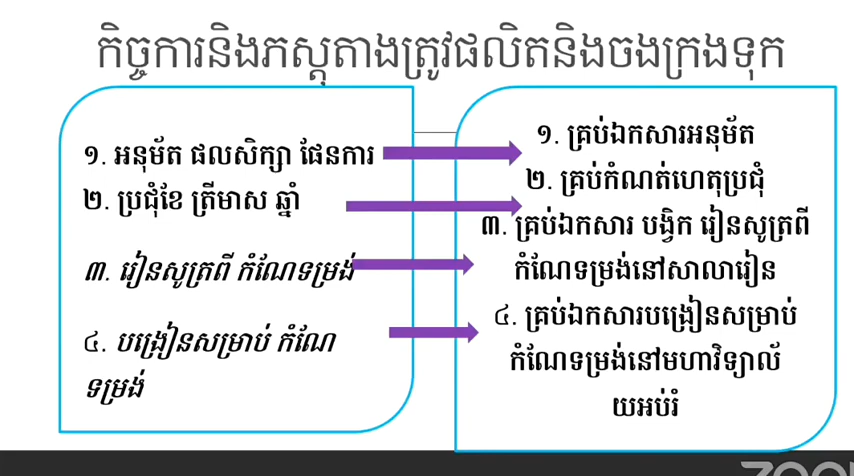 កិច្ចការនិងភស្តុតាងត្រូវផលិតនិងចងក្រងទុក
១. អនុម័ត ផលសិក្សា ផែនការ
២. ប្រជុំខែ ត្រីមាស ឆ្នាំ
៣. រៀនសូត្រពី កំណែទម្រង់
៤. បង្រៀនសម្រាប់ កំណែ
ទម្រង់
១. គ្រប់ឯកសារអនុម័ត
២. គ្រប់កំណត់ហេតុប្រជុំ
៣. គ្រប់ឯកសារ បង្វិក រៀនសូត្រពី
កំណែទម្រង់នៅសាលារៀន
៤. គ្រប់ឯកសារបង្រៀនសម្រាប់
កំណែទម្រង់នៅមហាវិទ្យាល័
យអប់រំ
zoom